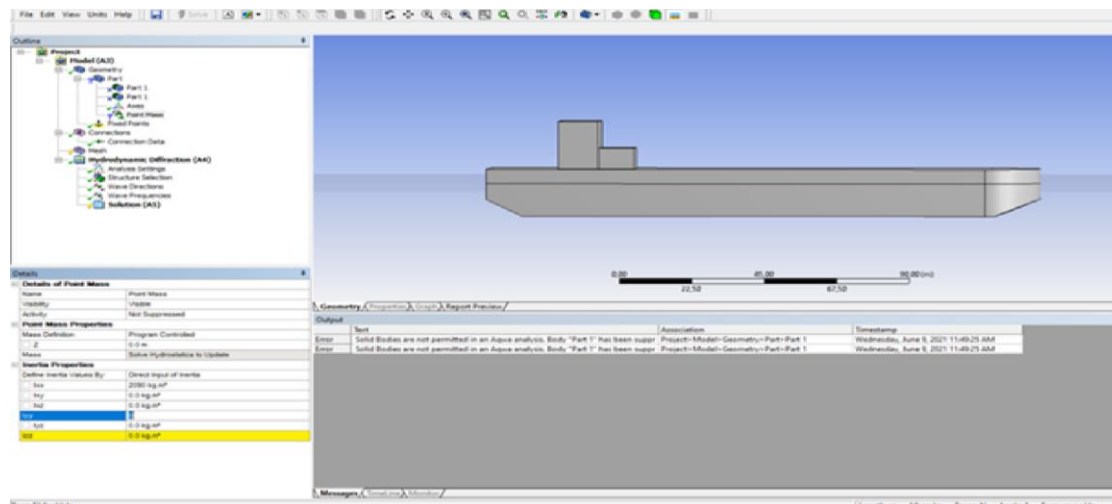 File Edit View Units Help Solve
Outline
Project
Model (A3)
Geometry
Part
Part 1
Part 1
Axes
Point Mass
Fixed Points
Connections
Connection Data
Mesh
Hydrodynamic Diffraction (A4)
Analysis Settings
Structure Selection
Wave Directions
Wave Frequencies
Solution (A5)
0,00 45,00 90,00 (m)
22,50 67,50
Geometry Properties Graph Report Preview
Details
Details of Point Mass
Name Point Mass
Visibility Visible
Activity Not Suppressed
Point Mass Properties
Mass Definition Program Controlled
Z 0.0 m
Mass Solve Hydrostatics to Update
Inertia Properties
Define Inertia Values By Direct Input of Inertia
Ixx 2080 kg.m²
Ixy 0.0 kg.m²
Ixz 0.0 kg.m²
Iyy
Iyz 0.0 kg.m²
Izz 0.0 kg.m²
Output
Text Association Timestamp
Error Solid Bodies are not permitted in an Aqwa analysis. Body "Part 1" has been suppr Project>Model>Geometry>Part>Part 1 Wednesday, June 9, 2021 11:49:25 AM
Error Solid Bodies are not permitted in an Aqwa analysis. Body "Part 1" has been suppr Project>Model>Geometry>Part>Part 1 Wednesday, June 9, 2021 11:49:25 AM
Messages TimeLine Monitor